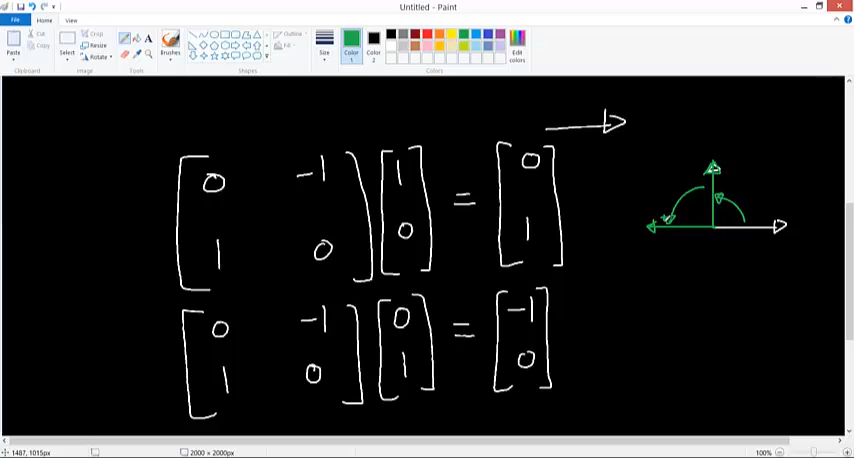 Untitled - Paint
File Home View
Paste Cut Copy
Select Crop Resize Rotate
A
Brushes
Outline
Fill
Size
Color 1
Color 2
Edit colors
Clipboard Image Tools Shapes Colors
0 -1 1 = 0
1 0 0 1
0 -1 0 = -1
1 0 1 0
1487, 1015px 2000 × 2000px 100%